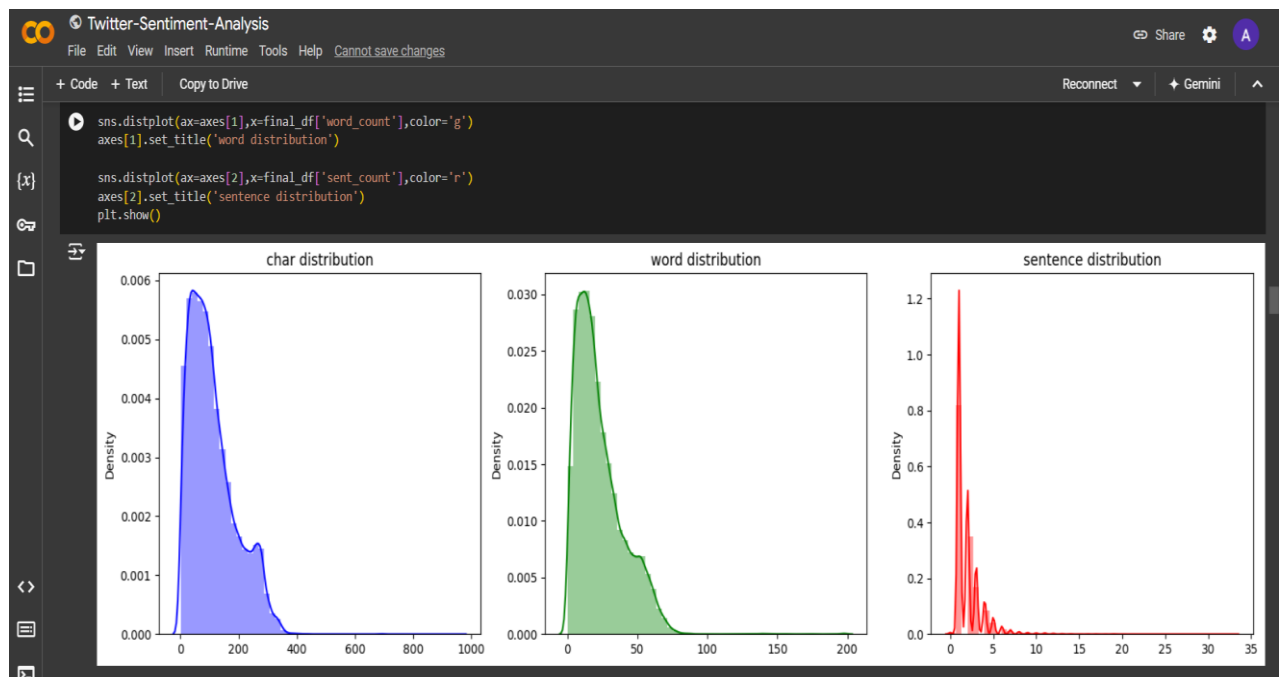 Twitter-Sentiment-Analysis
File Edit View Insert Runtime Tools Help Cannot save changes
Share A
+ Code + Text Copy to Drive
Reconnect Gemini
sns.distplot(ax=axes[1],x=final_df['word_count'],color='g')
axes[1].set_title('word distribution')
sns.distplot(ax=axes[2],x=final_df['sent_count'],color='r')
axes[2].set_title('sentence distribution')
plt.show()
{x}
char distribution
0.006
0.005
0.004
0.003
0.002
0.001
0.000
Density
0 200 400 600 800 1000
word distribution
0.030
0.025
0.020
0.015
0.010
0.005
0.000
Density
0 50 100 150 200
sentence distribution
1.2
1.0
0.8
0.6
0.4
0.2
0.0
Density
0 5 10 15 20 25 30 35